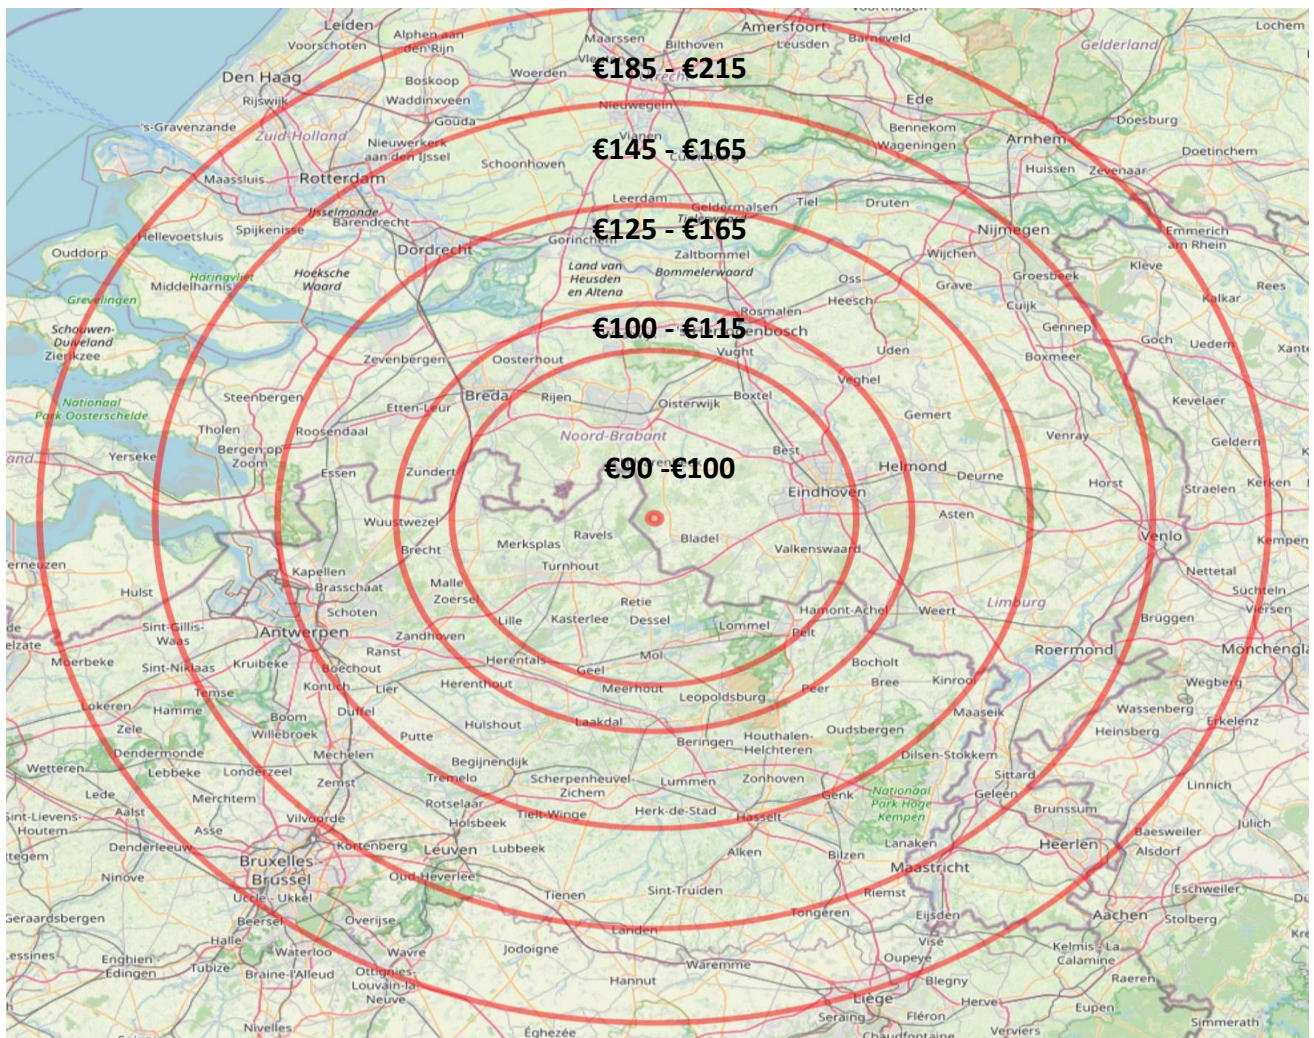 Leiden
Alphen aan
den Rijn
Voorschoten
Maarssen
Bilthoven
Amersfoort
Leusden
Barneveld
Gelderland
Lochem
Den Haag
Rijswijk
Boskoop
Waddinxveen
Woerden
€185 - €215
Ede
Nieuwegein
Doesburg
's-Gravenzande
Zuid-Holland
Gouda
Nieuwerkerk
aan den IJssel
Vianen
€145 - €165
Schoonhoven
Bennekom
Wageningen
Arnhem
Doetinchem
Huissen
Zevenaar
Maassluis
Rotterdam
Leerdam
Geldermalsen
Tiel
Druten
IJsselmonde
Barendrecht
Spijkenisse
Hellevoetsluis
€125 - €165
Nijmegen
Emmerich
am Rhein
Ouddorp
Dordrecht
Gorinchem
Zaltbommel
Wijchen
Land van
Heusden
en Altena
Bommelerwaard
Kleve
Haringvliet
Middelharnis
Hoeksche
Waard
Oss
Grave
Groesbeek
Rees
Grevelingen
Heesch
Cuijk
Kalkar
Schouwen-
Duiveland
Zierikzee
Rosmalen
€100 - €115
Gennep
Goch
Uedem
Zevenbergen
Oosterhout
Vught
Uden
Boxmeer
Veghel
Nationaal
Park Oosterschelde
Steenbergen
Breda
Rijen
Oisterwijk
Boxtel
Etten-Leur
Gemert
Kevelaer
Tholen
Roosendaal
Noord-Brabant
Venray
Bergen op
Zoom
Yerseke
Best
Geldern
Essen
Zundert
€90 -€100
Helmond
Deurne
Horst
Straelen
Kerken
Eindhoven
Wuustwezel
Asten
Merksplas
Ravels
Bladel
Venlo
Kempen
Brecht
Valkenswaard
Turnhout
Kapellen
Brasschaat
Malle
Zoersel
Nettetal
Hulst
Schoten
Retie
Limburg
Süchteln
Viersen
Lille
Kasterlee
Dessel
Lommel
Hamont-Achel
Weert
Brüggen
Sint-Gillis-
Waas
Antwerpen
Zandhoven
Pelt
Roermond
Moerbeke
Sint-Niklaas
Kruibeke
Boechout
Ranst
Herentals
Geel
Mol
Bocholt
Kontich
Lier
Herenthout
Meerhout
Leopoldsburg
Peer
Bree
Kinrooi
Wegberg
Temse
Lokeren
Hamme
Duffel
Maaseik
Wassenberg
Zele
Boom
Willebroek
Hulshout
Laakdal
Oudsbergen
Erkelenz
Heinsberg
Putte
Beringen
Houthalen-
Helchteren
Dendermonde
Mechelen
Dilsen-Stokkem
Wetteren
Lebbeke
Londerzeel
Begijnendijk
Tremelo
Scherpenheuvel-
Zichem
Lummen
Zonhoven
Sittard
Geleen
Linnich
Zemst
Lede
Merchtem
Rotselaar
Genk
Nationaal
Park Hoge
Kempen
Brunssum
Aalst
Vilvoorde
Holsbeek
Tielt-Winge
Herk-de-Stad
Hasselt
Jülich
Asse
Baesweiler
Denderleeuw
Kortenberg
Leuven
Lubbeek
Alken
Bilzen
Lanaken
Heerlen
Alsdorf
Bruxelles -
Brussel
Oud-Heverlee
Maastricht
Ninove
Sint-Truiden
Riemst
Eschweiler
Uccle - Ukkel
Tienen
Geraardsbergen
Beersel
Overijse
Tongeren
Eijsden
Aachen
Stolberg
Landen
Halle
Waterloo
Wavre
Jodoigne
Visé
Kelmis - La
Calamine
Enghien -
Edingen
Tubize
Braine-l'Alleud
Ottignies-
Louvain-la-
Neuve
Waremme
Oupeye
Hannut
Blegny
Raeren
Liège
Herve
Eupen
Seraing
Fléron
Nivelles
Éghezée
Chaudfontaine
Verviers
Simmerath